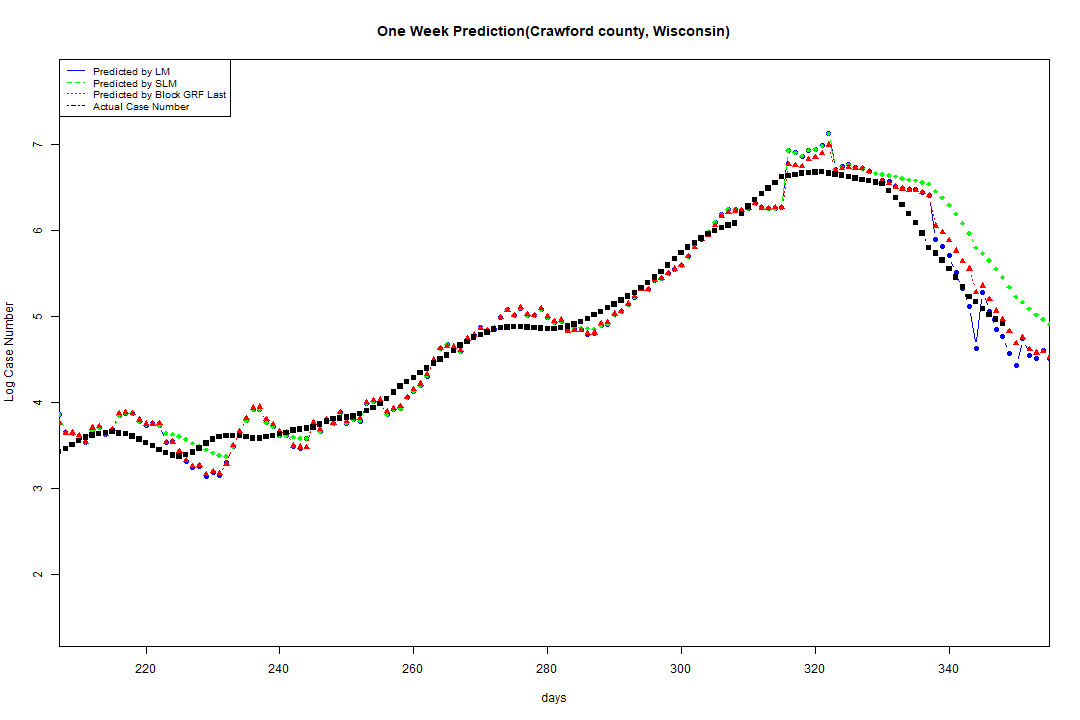 One Week Prediction(Crawford county, Wisconsin)
Predicted by LM
Predicted by SLM
Predicted by Block GRF Last
Actual Case Number
7
6
5
4
3
2
Log Case Number
220 240 260 280 300 320 340
days